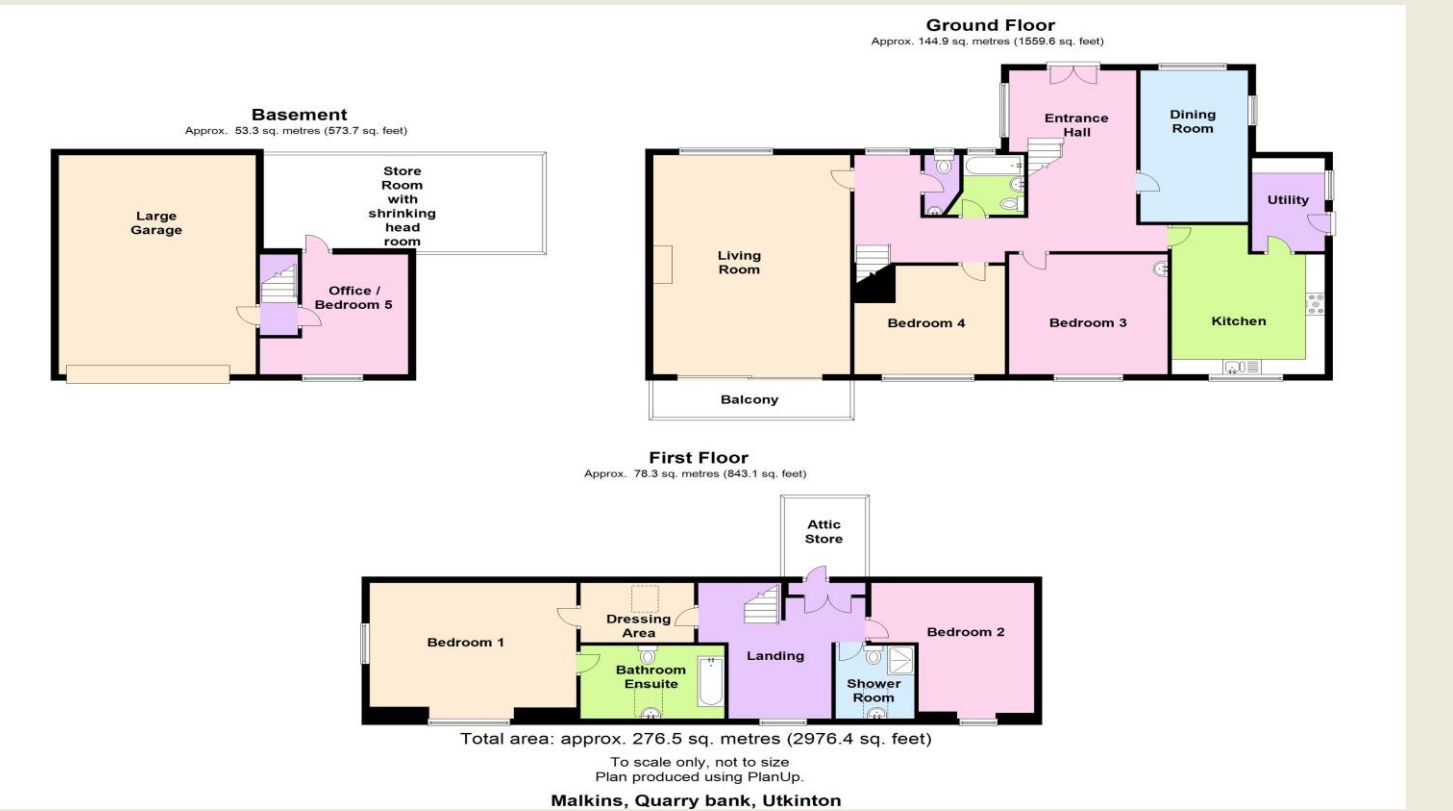 Ground Floor
Approx. 144.9 sq. metres (1559.6 sq. feet)
Entrance
Hall
Dining
Room
Utility
Living
Room
Bedroom 4
Bedroom 3
Kitchen
Balcony
Basement
Approx. 53.3 sq. metres (573.7 sq. feet)
Store
Room
with
shrinking
head
room
Large
Garage
Office /
Bedroom 5
First Floor
Approx. 78.3 sq. metres (843.1 sq. feet)
Attic
Store
Bedroom 1
Dressing
Area
Bathroom
Ensuite
Landing
Bedroom 2
Shower
Room
Total area: approx. 276.5 sq. metres (2976.4 sq. feet)
To scale only, not to size
Plan produced using PlanUp.
Malkins, Quarry bank, Utkinton